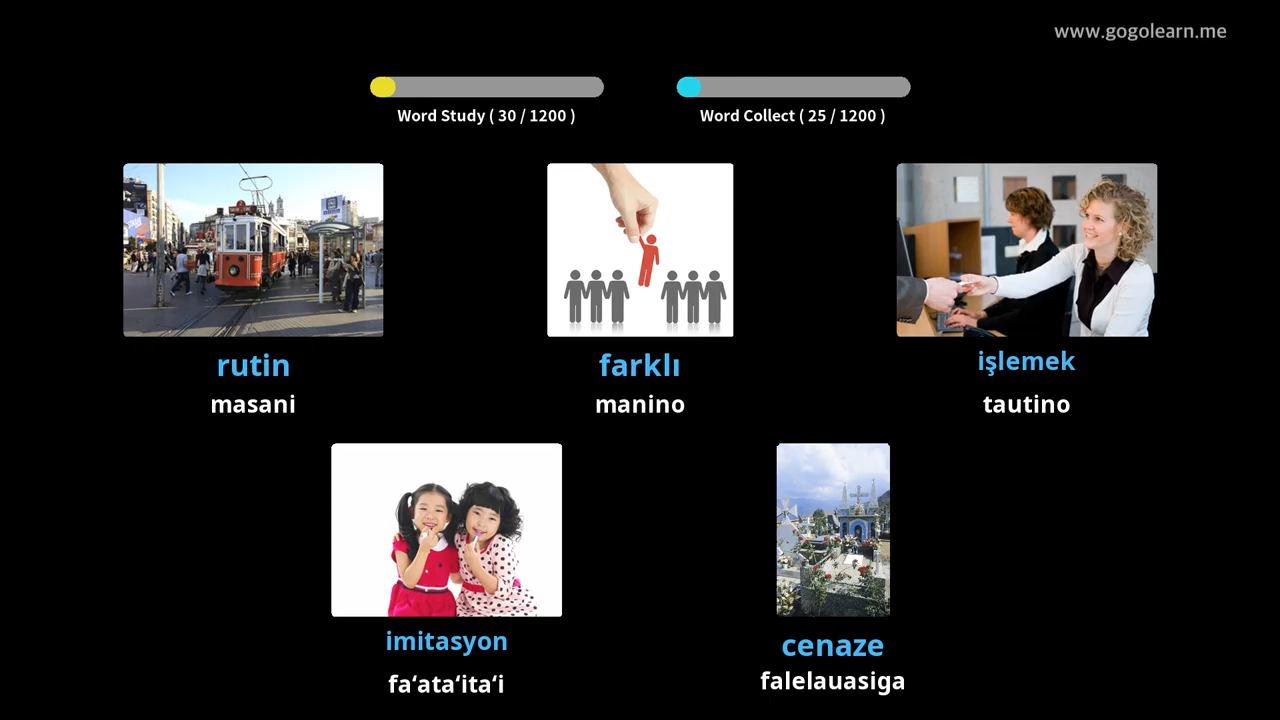 www.gogolearn.me
Word Study ( 30 / 1200 )
Word Collect ( 25 / 1200 )
rutin
masani
farklı
manino
işlemek
tautino
imitasyon
fa‘ata‘ita‘i
cenaze
falelauasiga